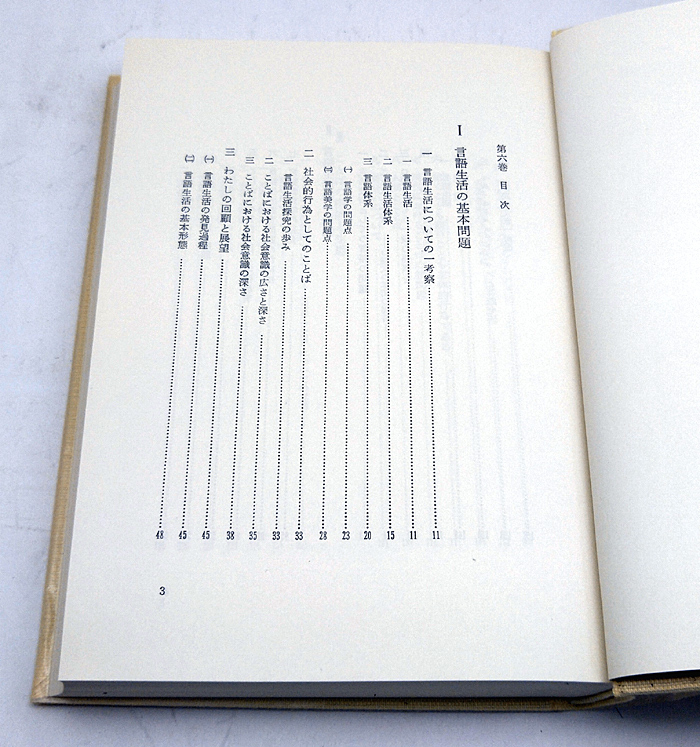 第六巻 目次
I 言語生活の基本問題
一 言語生活についての一考察 11
一 言語生活 11
二 言語生活体系 15
三 言語体系 20
㈠ 言語学の問題点 23
㈡ 言語美学の問題点 28
二 社会的行為としてのことば 33
一 言語生活探究の歩み 33
二 ことばにおける社会意識の広さと深さ 35
三 ことばにおける社会意識の深さ 38
三 わたしの回顧と展望 45
㈠ 言語生活の発見過程 45
㈡ 言語生活の基本形態 48
3